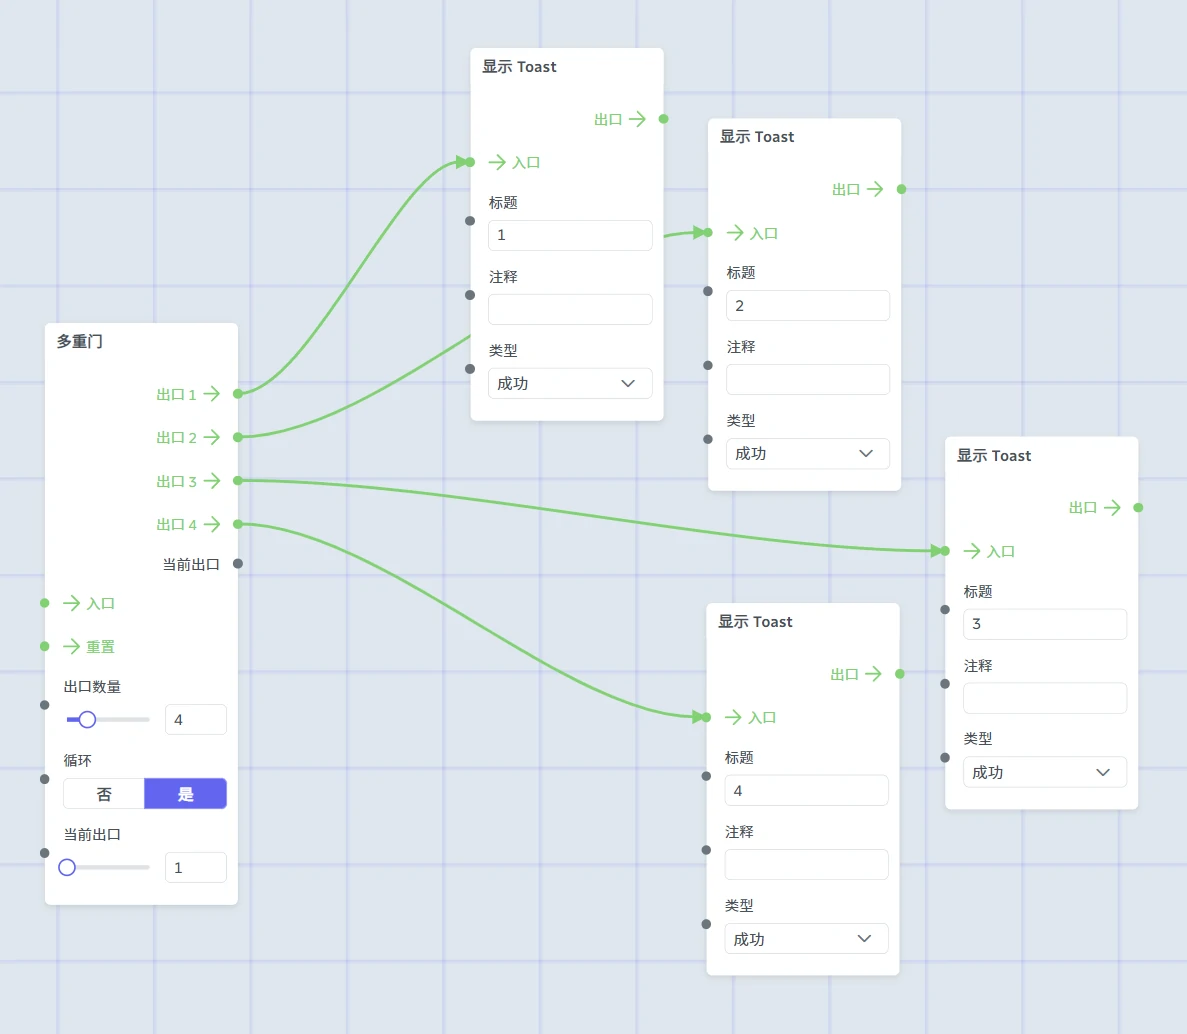 多重门
出口 1
出口 2
出口 3
出口 4
当前出口
入口
重置
出口数量
4
循环
否 是
当前出口
1
显示 Toast
出口
入口
标题
1
注释
类型
成功
显示 Toast
出口
入口
标题
2
注释
类型
成功
显示 Toast
出口
入口
标题
3
注释
类型
成功
显示 Toast
出口
入口
标题
4
注释
类型
成功